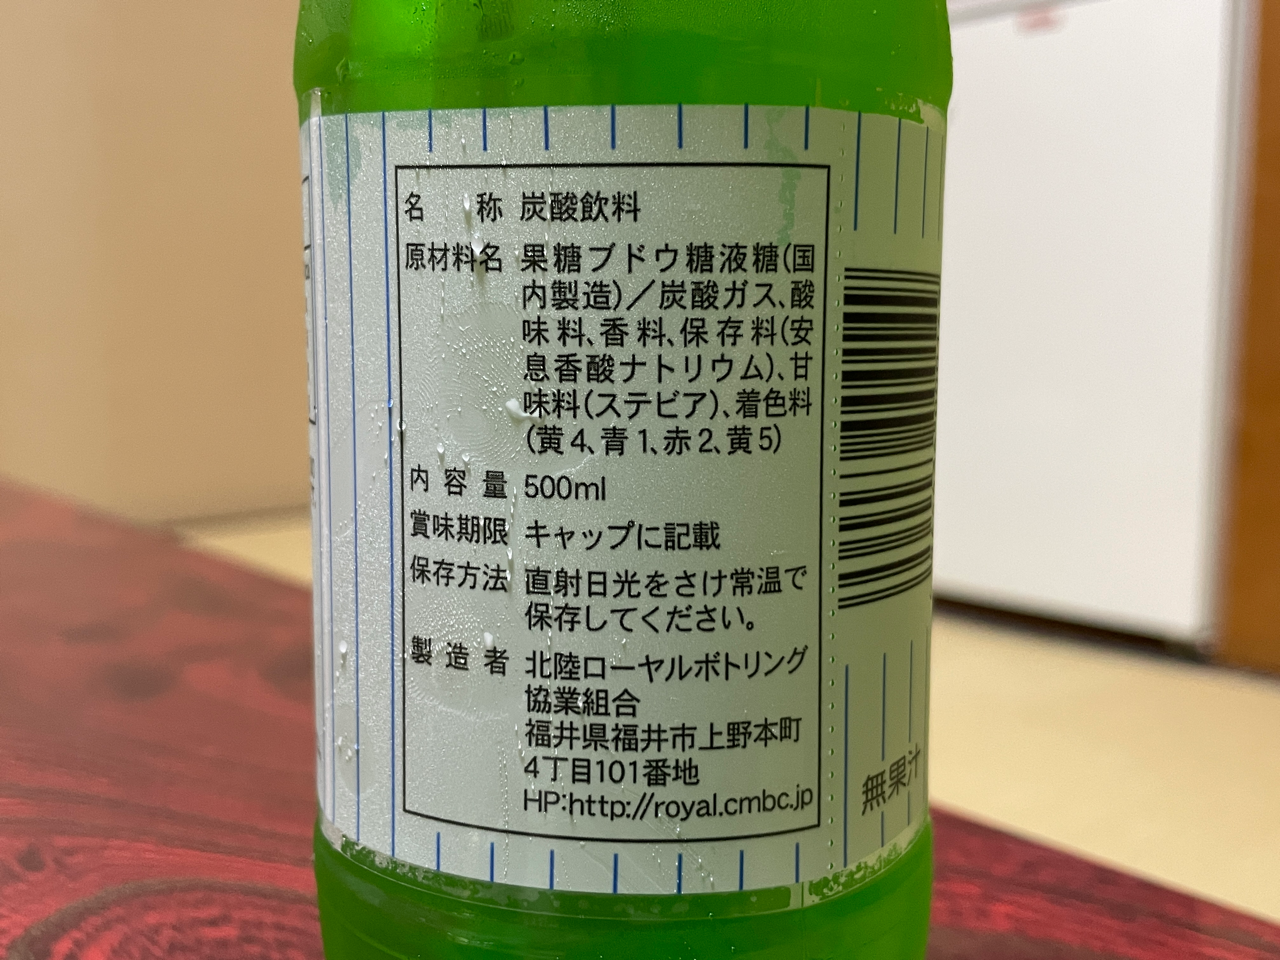 名称 炭酸飲料
原材料名 果糖ブドウ糖液糖(国
内製造)／炭酸ガス、酸
味料、香料、保存料(安
息香酸ナトリウム)、甘
味料(ステビア)、着色料
(黄4、青1、赤2、黄5)
内容量 500ml
賞味期限 キャップに記載
保存方法 直射日光をさけ常温で
保存してください。
製造者 北陸ローヤルボトリング
協業組合
福井県福井市上野本町
4丁目101番地
HP:http://royal.cmbc.jp
無果汁